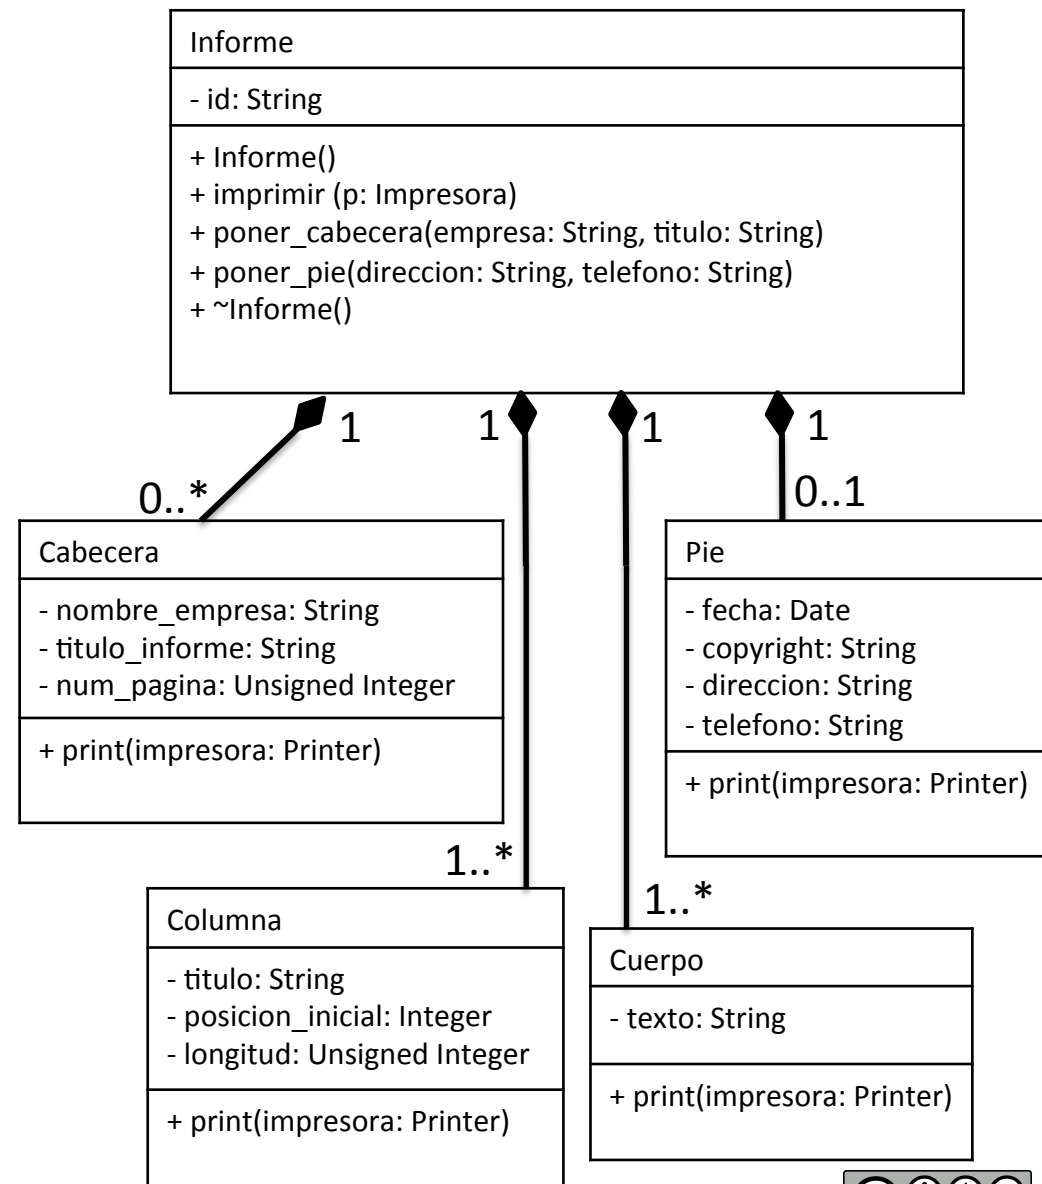 Informe
- id: String
+ Informe()
+ imprimir (p: Impresora)
+ poner_cabecera(empresa: String, titulo: String)
+ poner_pie(direccion: String, telefono: String)
+ ~Informe()
1
1
1
1
0..*
0..1
Cabecera
- nombre_empresa: String
- titulo_informe: String
- num_pagina: Unsigned Integer
+ print(impresora: Printer)
Pie
- fecha: Date
- copyright: String
- direccion: String
- telefono: String
+ print(impresora: Printer)
1..*
1..*
Columna
- titulo: String
- posicion_inicial: Integer
- longitud: Unsigned Integer
+ print(impresora: Printer)
Cuerpo
- texto: String
+ print(impresora: Printer)